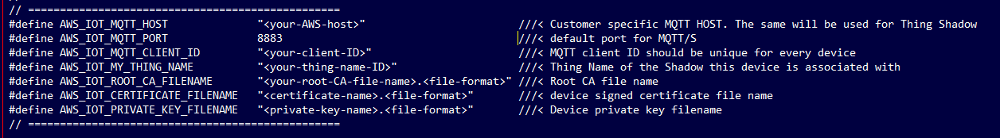 // =================================================
#define AWS_IOT_MQTT_HOST "<your-AWS-host>" ///< Customer specific MQTT HOST. The same will be used for Thing Shadow
#define AWS_IOT_MQTT_PORT 8883 ///< default port for MQTT/S
#define AWS_IOT_MQTT_CLIENT_ID "<your-client-ID>" ///< MQTT client ID should be unique for every device
#define AWS_IOT_MY_THING_NAME "<your-thing-name-ID>" ///< Thing Name of the Shadow this device is associated with
#define AWS_IOT_ROOT_CA_FILENAME "<your-root-CA-file-name>.<file-format>" ///< Root CA file name
#define AWS_IOT_CERTIFICATE_FILENAME "<certificate-name>.<file-format>" ///< device signed certificate file name
#define AWS_IOT_PRIVATE_KEY_FILENAME "<private-key-name>.<file-format>" ///< Device private key filename
// =================================================